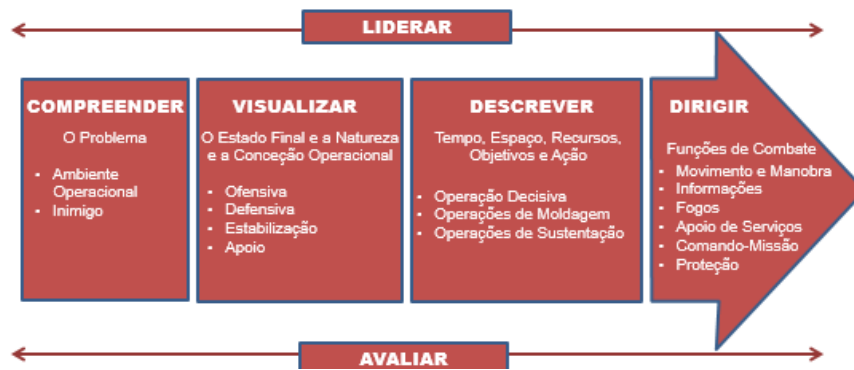 LIDERAR
COMPREENDER
O Problema
• Ambiente
Operacional
• Inimigo
VISUALIZAR
O Estado Final e a Natureza
e a Conceção Operacional
• Ofensiva
• Defensiva
• Estabilização
• Apoio
DESCREVER
Tempo, Espaço, Recursos,
Objetivos e Ação
• Operação Decisiva
• Operações de Moldagem
• Operações de Sustentação
DIRIGIR
Funções de Combate
• Movimento e Manobra
• Informações
• Fogos
• Apoio de Serviços
• Comando-Missão
• Proteção
AVALIAR